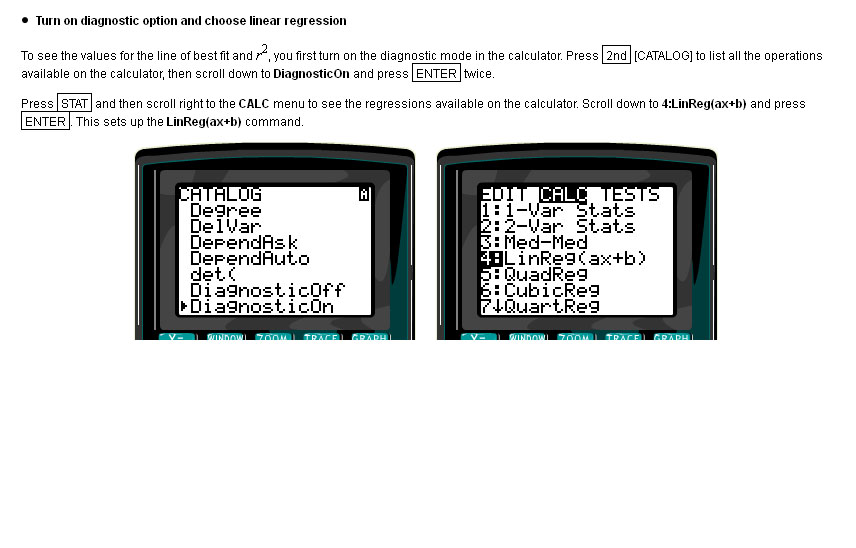 ● Turn on diagnostic option and choose linear regression
To see the values for the line of best fit and r², you first turn on the diagnostic mode in the calculator. Press 2nd [CATALOG] to list all the operations
available on the calculator, then scroll down to DiagnosticOn and press ENTER twice.
Press STAT and then scroll right to the CALC menu to see the regressions available on the calculator. Scroll down to 4:LinReg(ax+b) and press
ENTER. This sets up the LinReg(ax+b) command.
CATALOG A
Degree
DelVar
DependAsk
DependAuto
det(
DiagnosticOff
▸DiagnosticOn
Y= WINDOW ZOOM TRACE GRAPH
EDIT CALC TESTS
1:1-Var Stats
2:2-Var Stats
3:Med-Med
4:LinReg(ax+b)
5:QuadReg
6:CubicReg
7↓QuartReg
Y= WINDOW ZOOM TRACE GRAPH